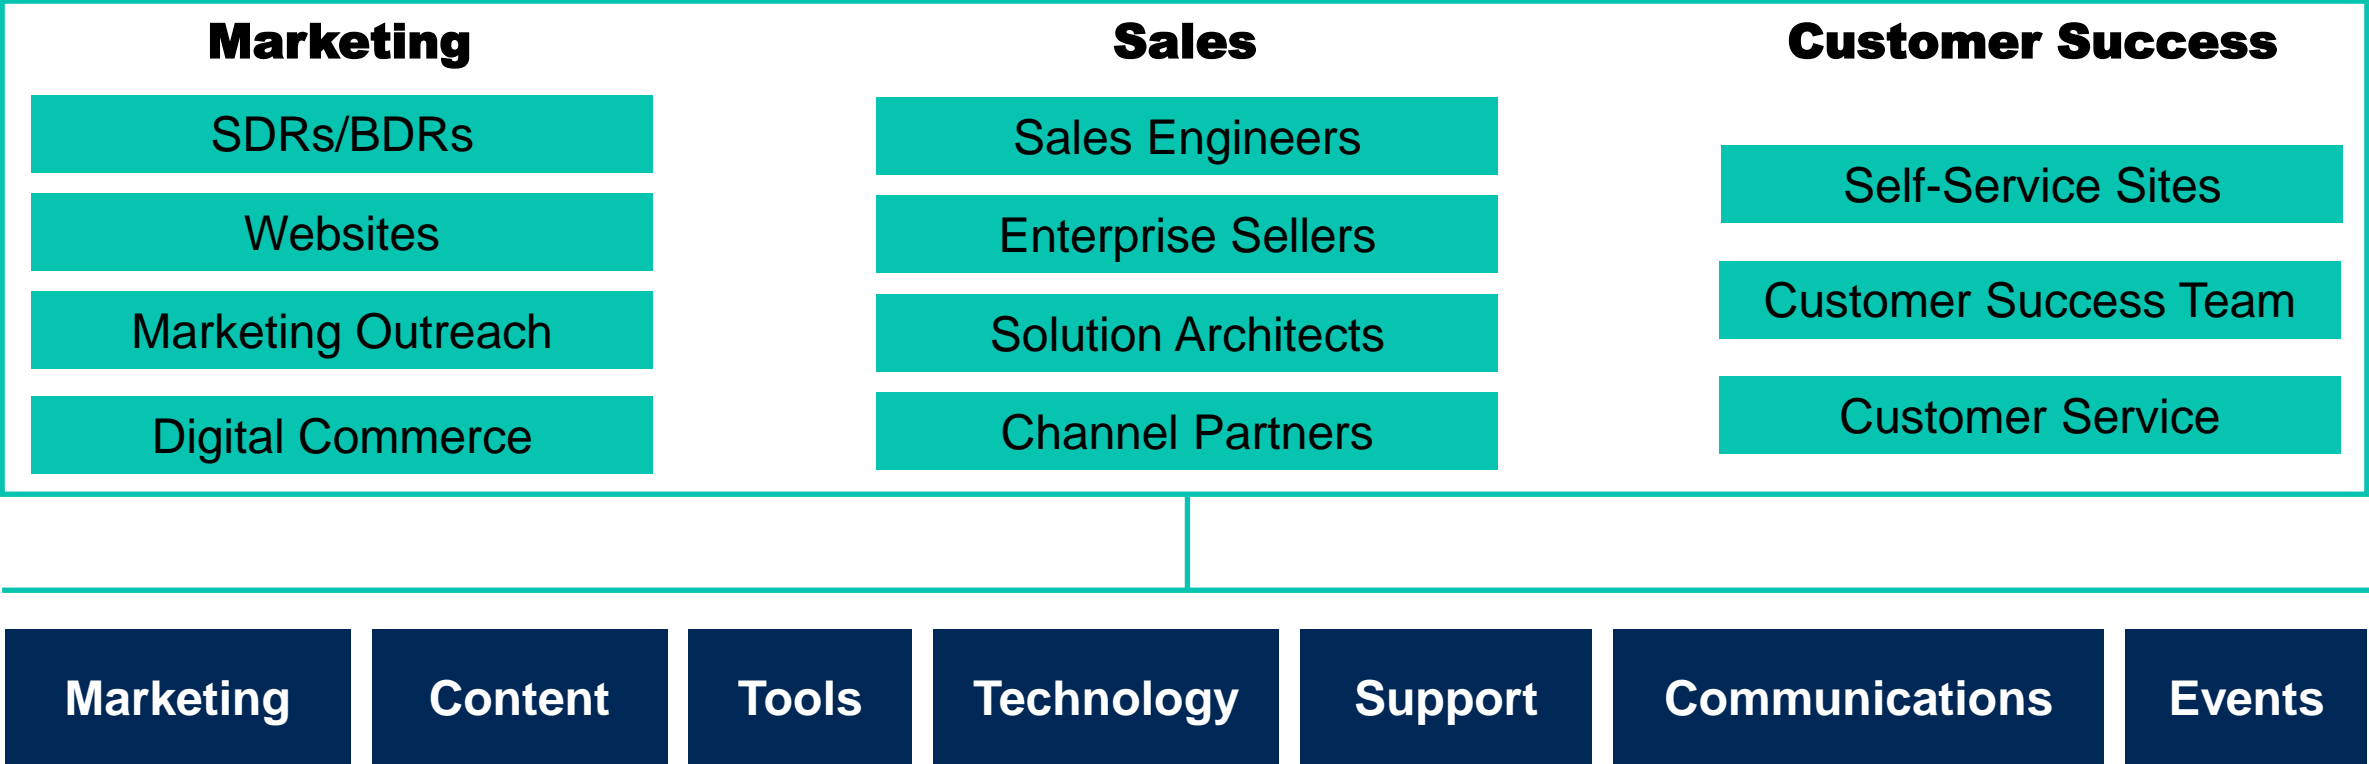 Marketing
SDRs/BDRs
Websites
Marketing Outreach
Digital Commerce
Sales
Sales Engineers
Enterprise Sellers
Solution Architects
Channel Partners
Customer Success
Self-Service Sites
Customer Success Team
Customer Service
Marketing
Content
Tools
Technology
Support
Communications
Events